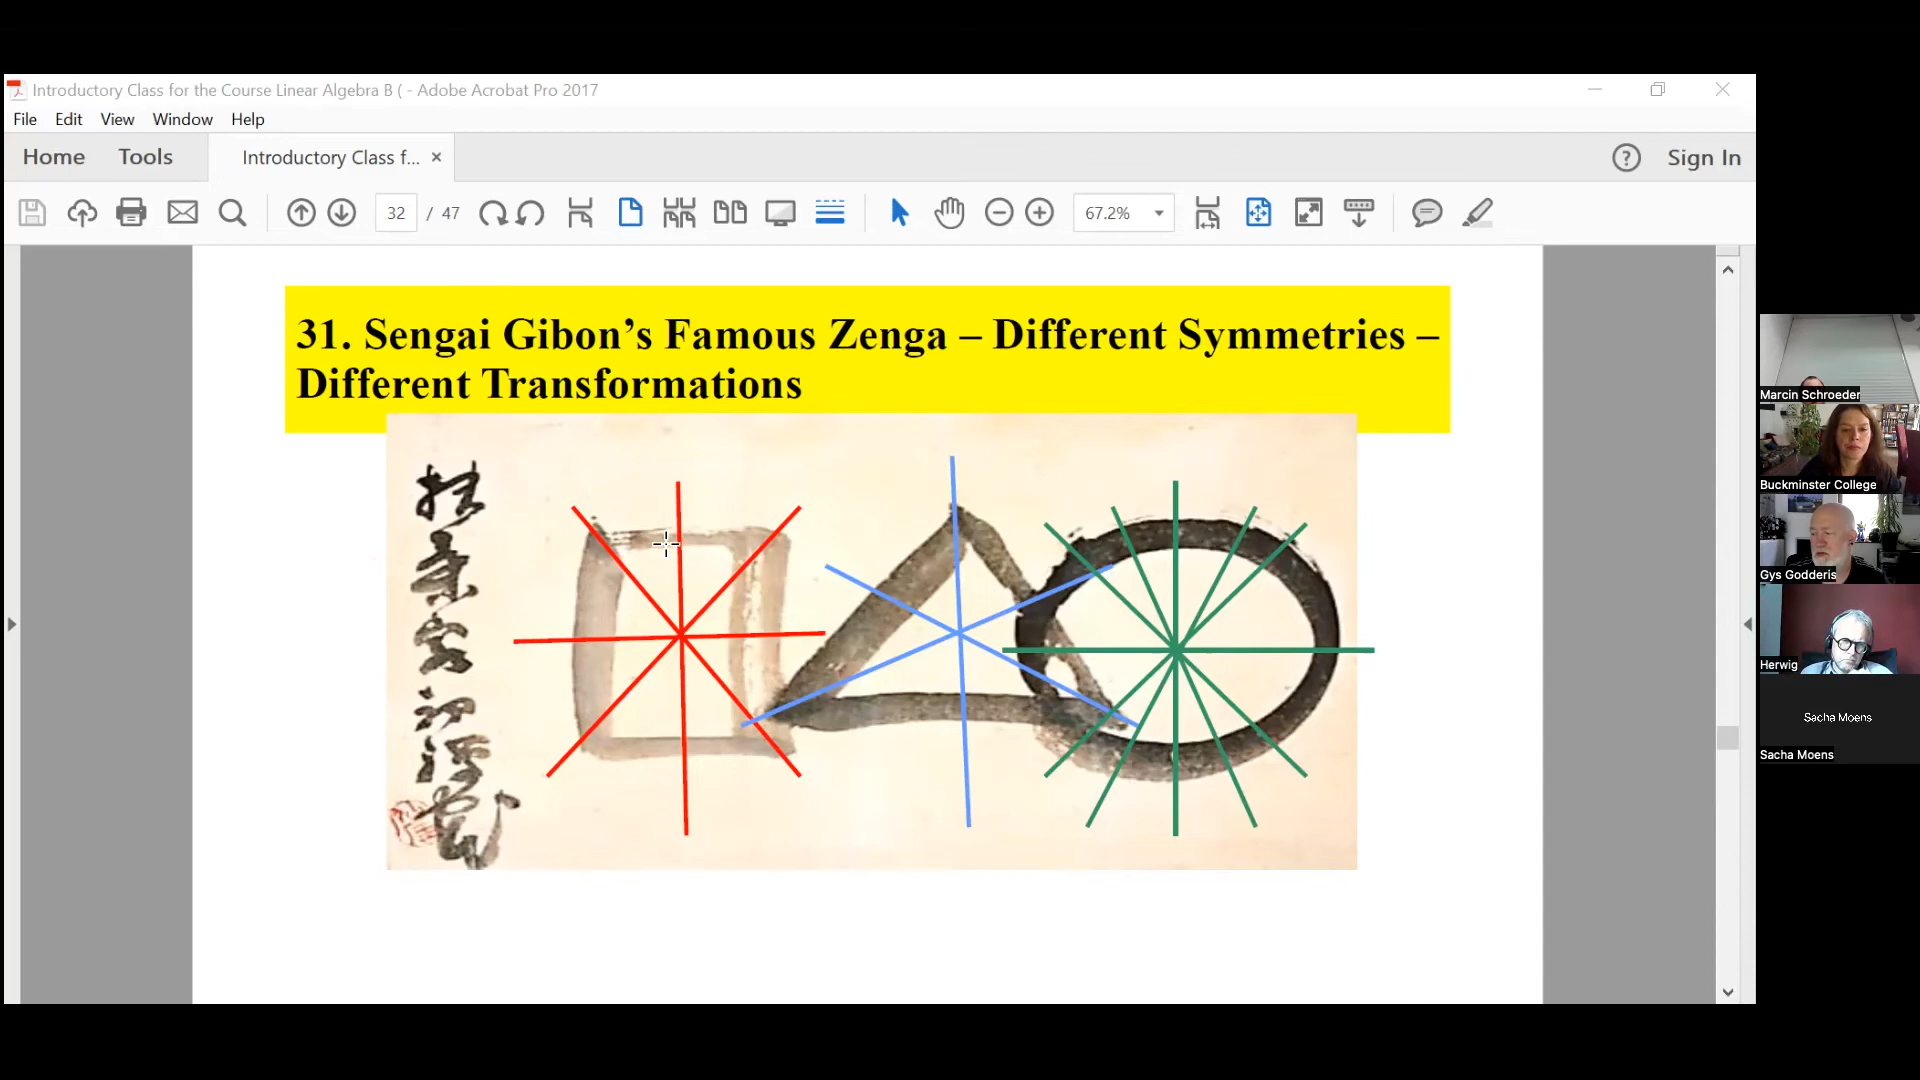 Introductory Class for the Course Linear Algebra B ( - Adobe Acrobat Pro 2017
File Edit View Window Help
Home Tools Introductory Class f... × Sign In
32 / 47 67.2%
31. Sengai Gibon’s Famous Zenga – Different Symmetries –
Different Transformations
Marcin Schroeder
Buckminster College
Gys Godderis
Herwig
Sacha Moens
Sacha Moens